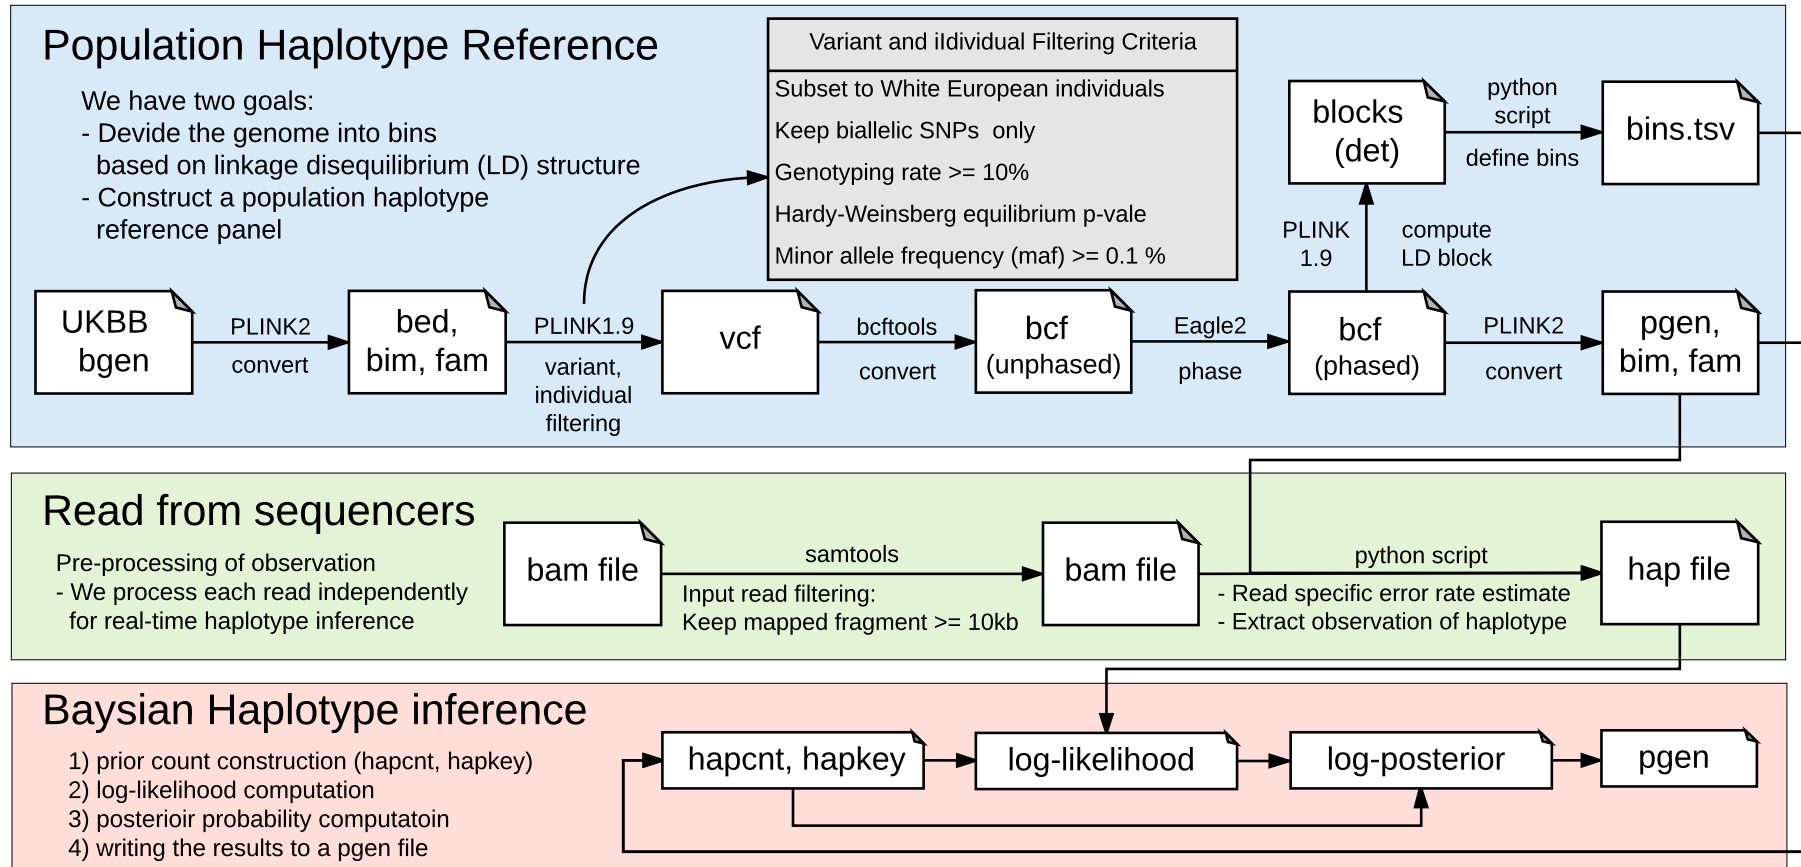 Population Haplotype Reference
We have two goals:
- Devide the genome into bins
based on linkage disequilibrium (LD) structure
- Construct a population haplotype
reference panel
Variant and iIdividual Filtering Criteria
Subset to White European individuals
Keep biallelic SNPs  only
Genotyping rate >= 10%
Hardy-Weinsberg equilibrium p-vale
Minor allele frequency (maf) >= 0.1 %
blocks
(det)
python
script
define bins
bins.tsv
PLINK
1.9
compute
LD block
UKBB
bgen
PLINK2
convert
bed,
bim, fam
PLINK1.9
variant,
individual
filtering
vcf
bcftools
convert
bcf
(unphased)
Eagle2
phase
bcf
(phased)
PLINK2
convert
pgen,
bim, fam
Read from sequencers
Pre-processing of observation
- We process each read independently
for real-time haplotype inference
bam file
samtools
Input read filtering:
Keep mapped fragment >= 10kb
bam file
python script
- Read specific error rate estimate
- Extract observation of haplotype
hap file
Baysian Haplotype inference
1) prior count construction (hapcnt, hapkey)
2) log-likelihood computation
3) posterioir probability computatoin
4) writing the results to a pgen file
hapcnt, hapkey
log-likelihood
log-posterior
pgen